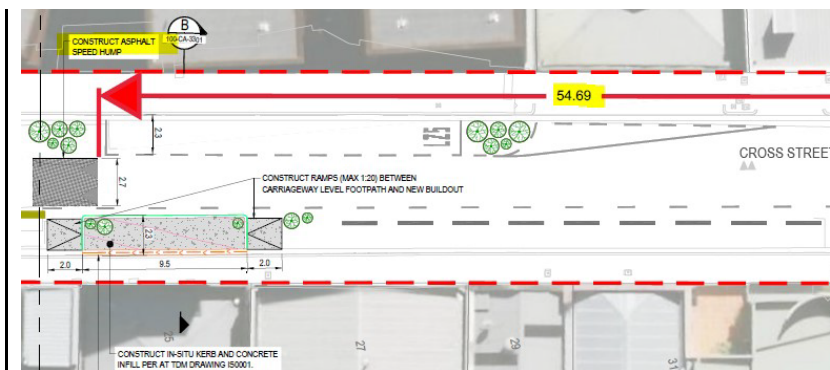 B
100-CA-3301
CONSTRUCT ASPHALT
SPEED HUMP
54.69
2.3
CROSS STREET
2.7
CONSTRUCT RAMPS (MAX 1:20) BETWEEN
CARRIAGEWAY LEVEL FOOTPATH AND NEW BUILDOUT
2.3
2.0
9.5
2.0
25
27
29
31
CONSTRUCT IN-SITU KERB AND CONCRETE
INFILL PER AT TDM DRAWING IS0001.